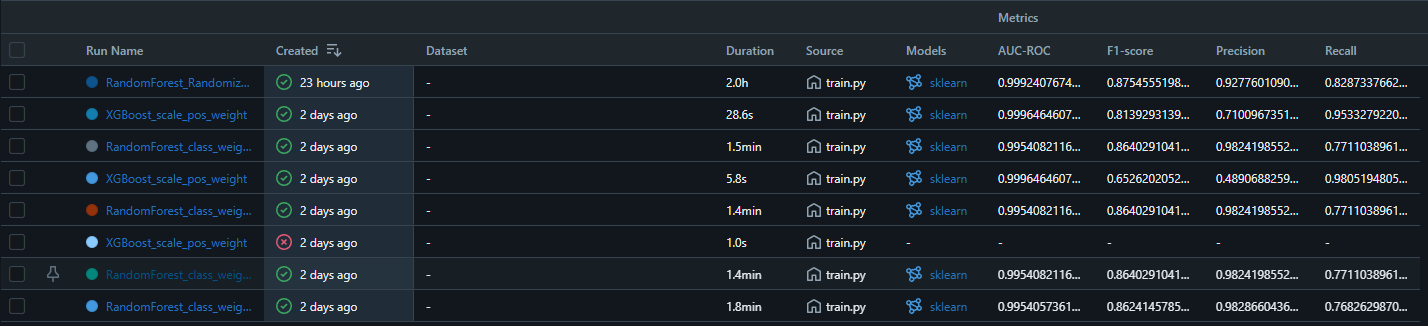 Metrics
Run Name Created Dataset Duration Source Models AUC-ROC F1-score Precision Recall
RandomForest_Randomiz... 23 hours ago - 2.0h train.py sklearn 0.9992407674... 0.8754555198... 0.9277601090... 0.8287337662...
XGBoost_scale_pos_weight 2 days ago - 28.6s train.py sklearn 0.9996464607... 0.8139293139... 0.7100967351... 0.9533279220...
RandomForest_class_weig... 2 days ago - 1.5min train.py sklearn 0.9954082116... 0.8640291041... 0.9824198552... 0.7711038961...
XGBoost_scale_pos_weight 2 days ago - 5.8s train.py sklearn 0.9996464607... 0.6526202052... 0.4890688259... 0.9805194805...
RandomForest_class_weig... 2 days ago - 1.4min train.py sklearn 0.9954082116... 0.8640291041... 0.9824198552... 0.7711038961...
XGBoost_scale_pos_weight 2 days ago - 1.0s train.py - - - - -
RandomForest_class_weig... 2 days ago - 1.4min train.py sklearn 0.9954082116... 0.8640291041... 0.9824198552... 0.7711038961...
RandomForest_class_weig... 2 days ago - 1.8min train.py sklearn 0.9954057361... 0.8624145785... 0.9828660436... 0.7682629870...